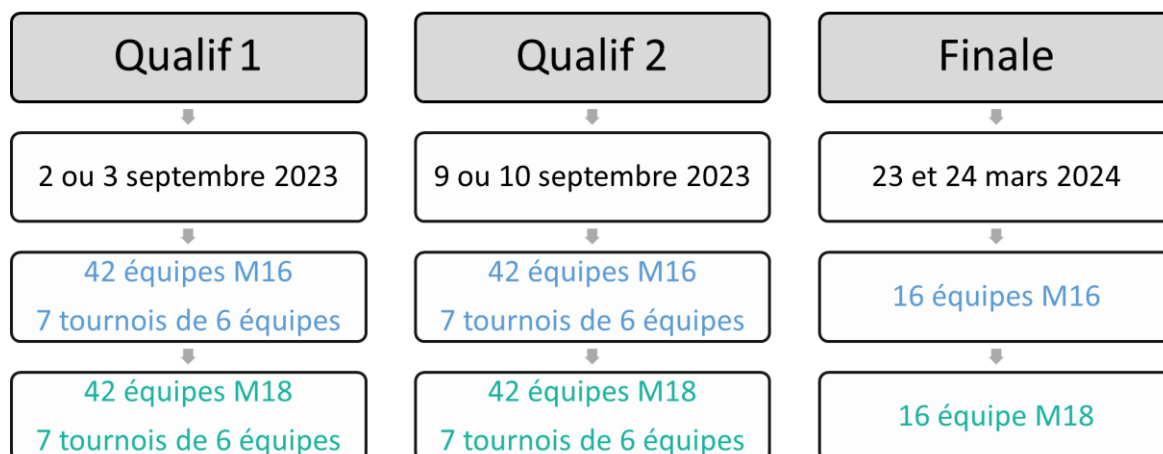 Qualif 1
2 ou 3 septembre 2023
42 équipes M16
7 tournois de 6 équipes
42 équipes M18
7 tournois de 6 équipes
Qualif 2
9 ou 10 septembre 2023
42 équipes M16
7 tournois de 6 équipes
42 équipes M18
7 tournois de 6 équipes
Finale
23 et 24 mars 2024
16 équipes M16
16 équipe M18